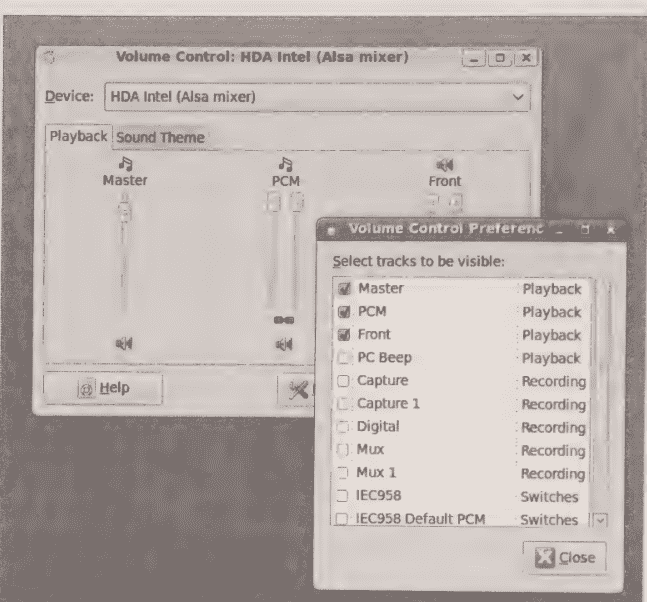 Volume Control: HDA Intel (Alsa mixer)
Device: HDA Intel (Alsa mixer)
Playback Sound Theme
Master PCM Front
Help
Volume Control Preferenc
Select tracks to be visible:
Master Playback
PCM Playback
Front Playback
PC Beep Playback
Capture Recording
Capture 1 Recording
Digital Recording
Mux Recording
Mux 1 Recording
IEC958 Switches
IEC958 Default PCM Switches
Close